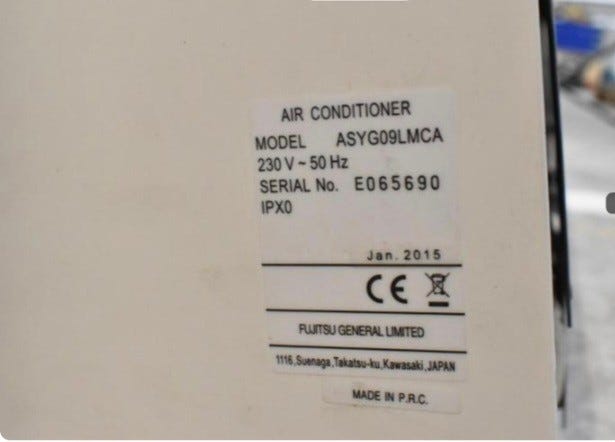 AIR CONDITIONER
MODEL ASYG09LMCA
230 V ~ 50 Hz
SERIAL No. E065690
IPX0
Jan. 2015
CE
FUJITSU GENERAL LIMITED
1116,Suenaga,Takatsu-ku,Kawasaki,JAPAN
MADE IN P.R.C.